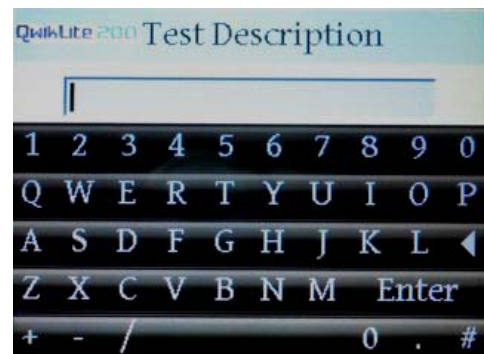 QwikLite 200 Test Description
1 2 3 4 5 6 7 8 9 0
Q W E R T Y U I O P
A S D F G H J K L
Z X C V B N M Enter
+ - / 0 . #